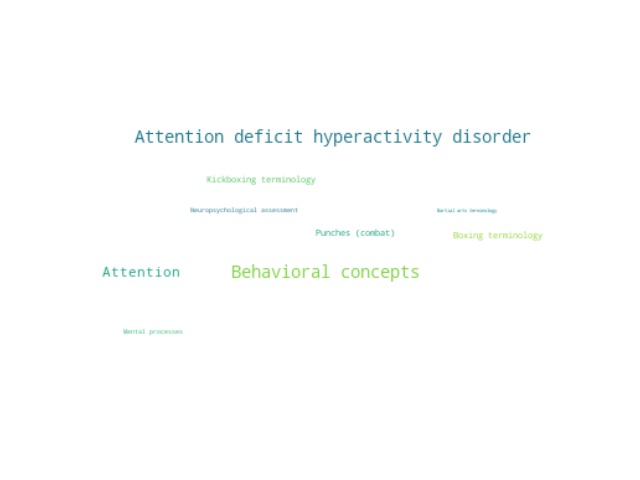 Attention deficit hyperactivity disorder
Kickboxing terminology
Neuropsychological assessment
Martial arts terminology
Punches (combat)
Boxing terminology
Attention
Behavioral concepts
Mental processes